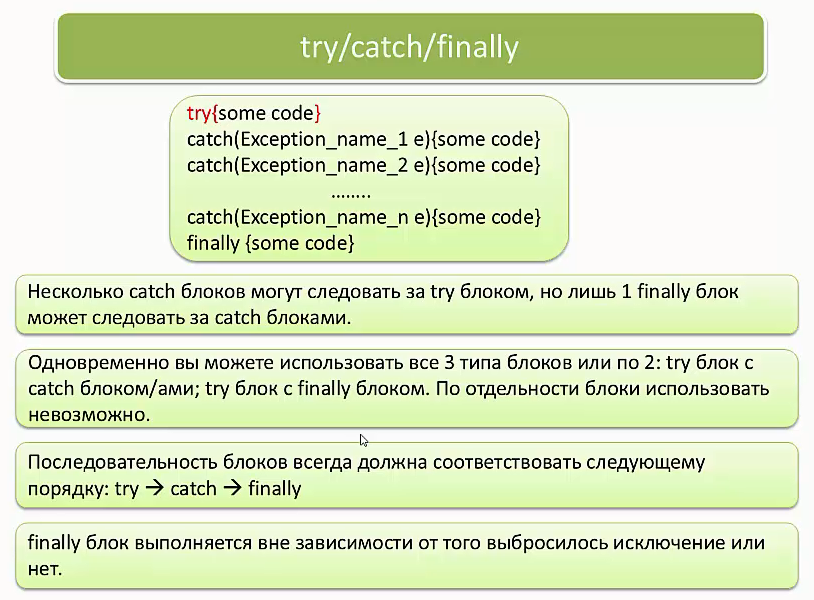 try/catch/finally
try{some code}
catch(Exception_name_1 e){some code}
catch(Exception_name_2 e){some code}
........
catch(Exception_name_n e){some code}
finally {some code}
Несколько catch блоков могут следовать за try блоком, но лишь 1 finally блок
может следовать за catch блоками.
Одновременно вы можете использовать все 3 типа блоков или по 2: try блок с
catch блоком/ами; try блок с finally блоком. По отдельности блоки использовать
невозможно.
Последовательность блоков всегда должна соответствовать следующему
порядку: try → catch → finally
finally блок выполняется вне зависимости от того выбросилось исключение или
нет.